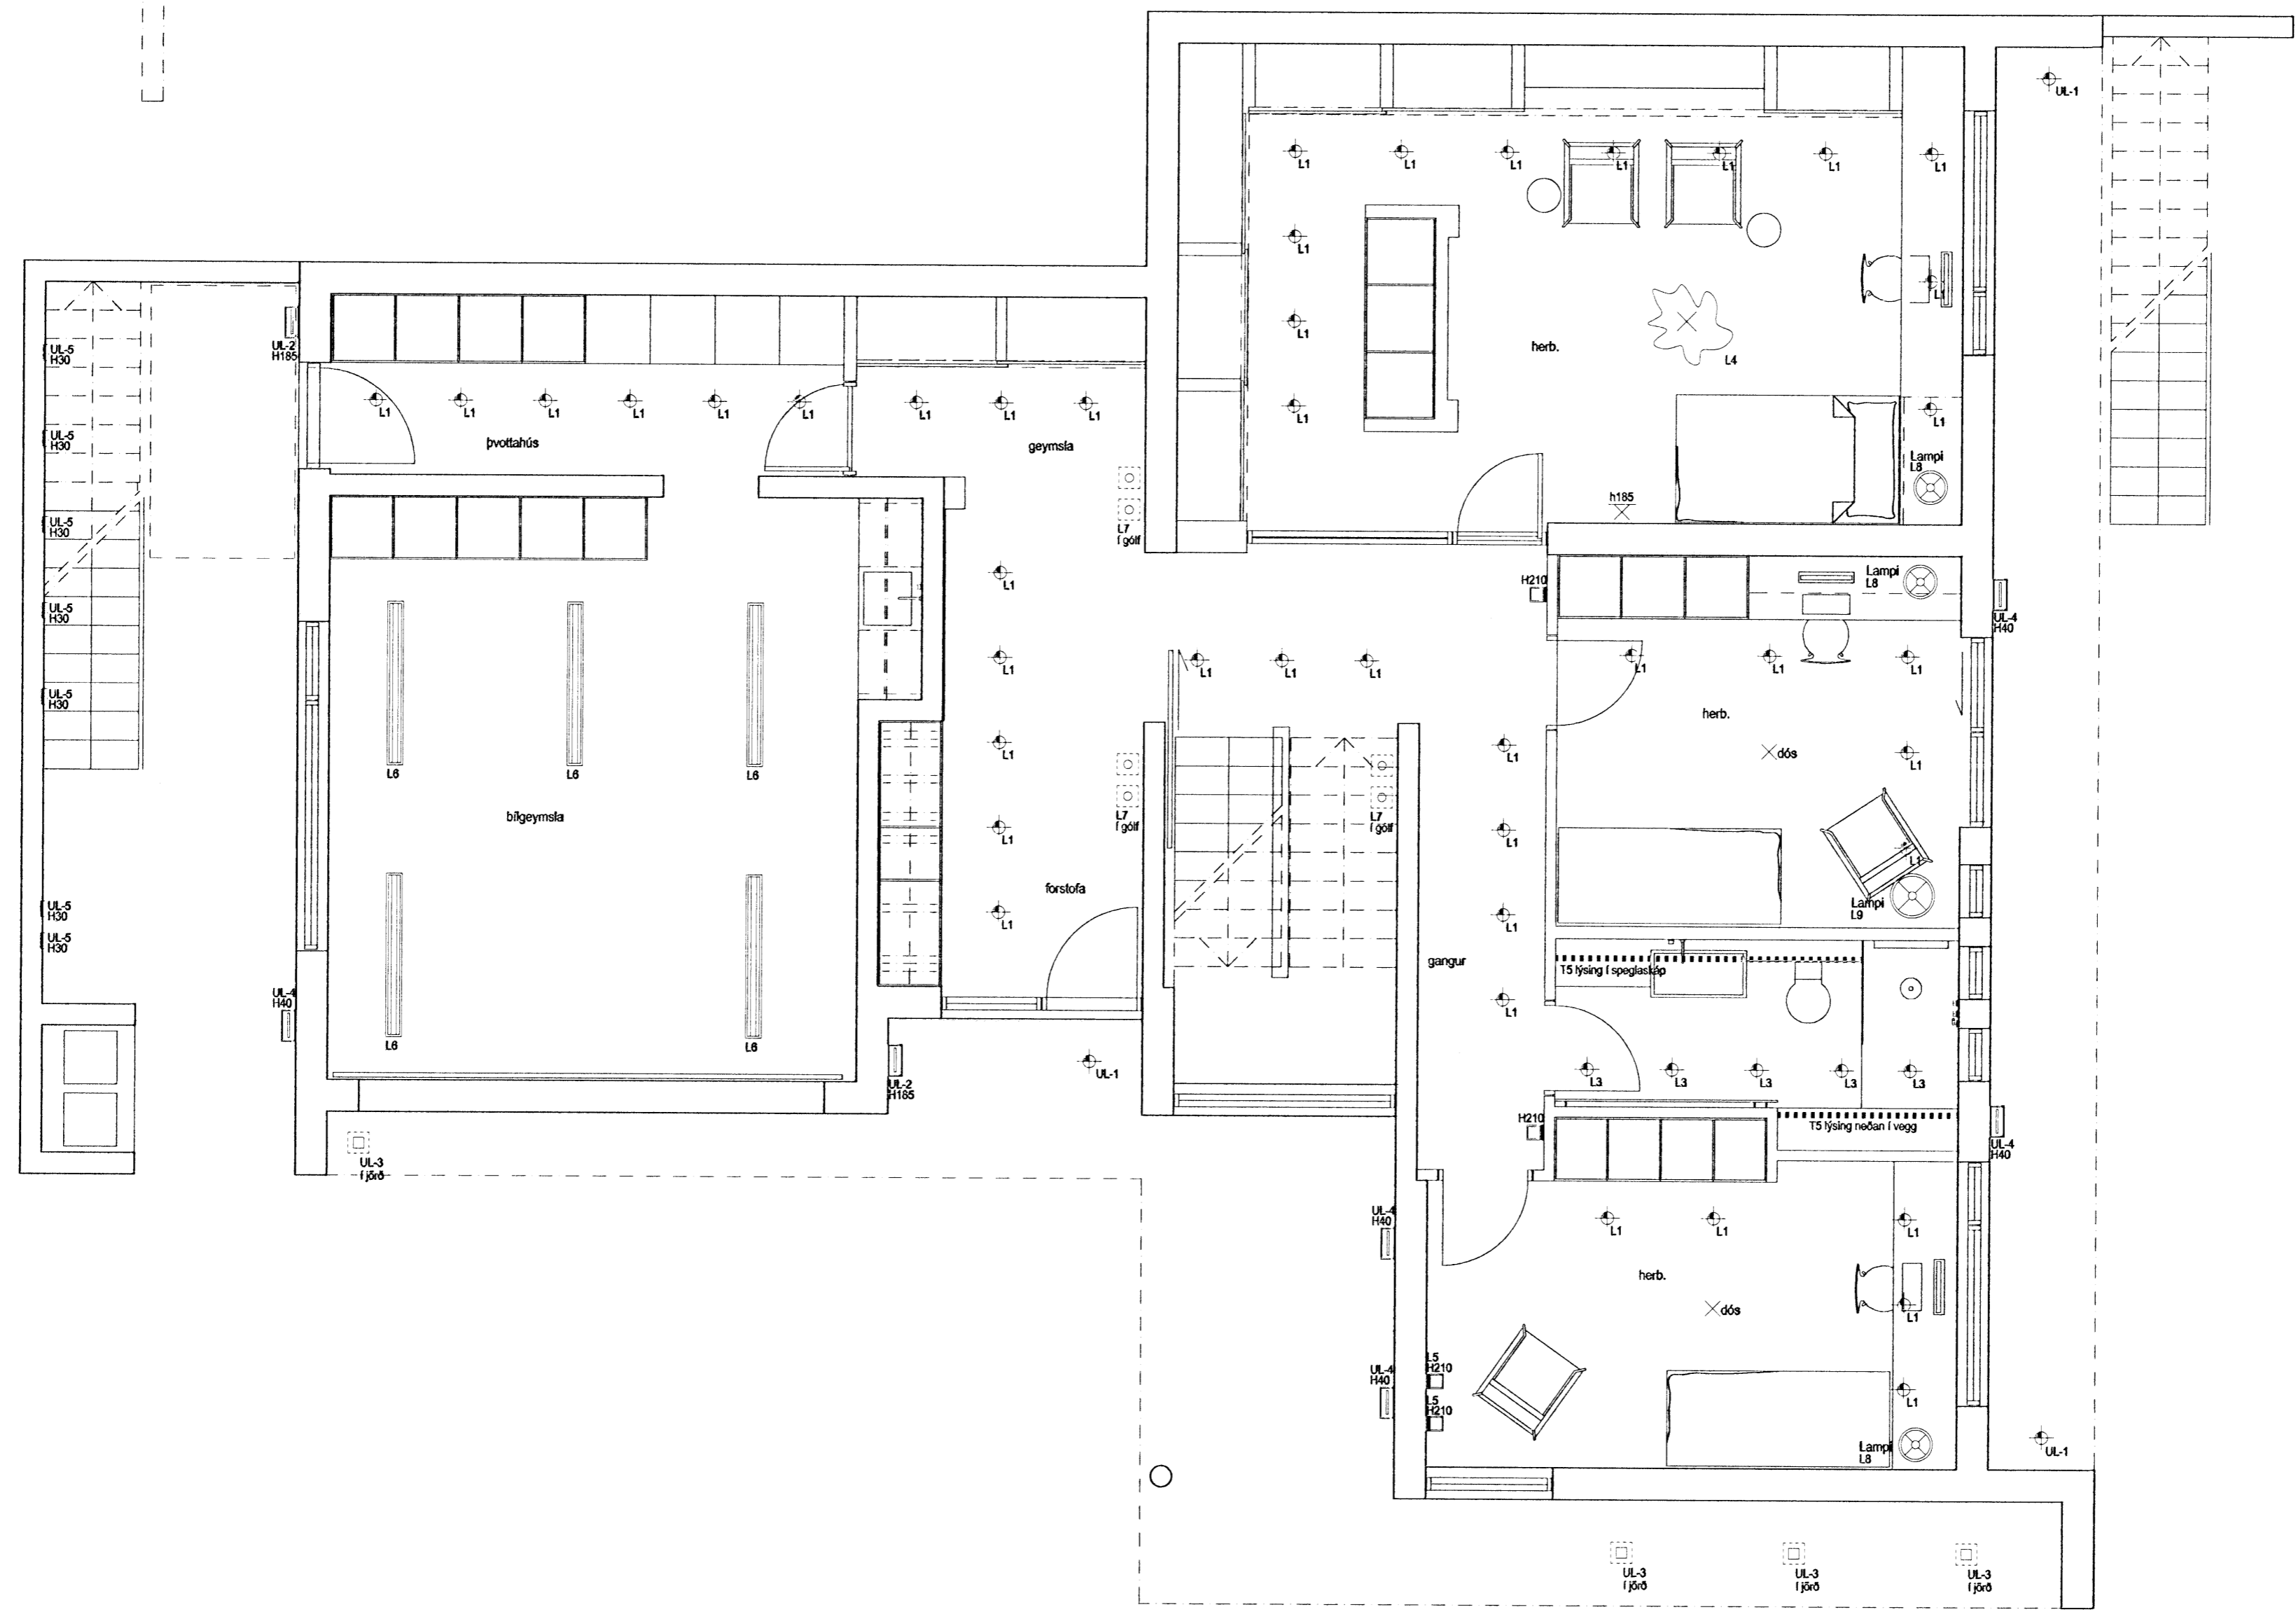 UL-1
L1
L1
L1
L1
L1
L1
L1
L1
L1
L1
L1
L1
herb.
L4
Lampi
L8
h185
UL-2
H185
UL-5
H30
UL-5
H30
UL-5
H30
UL-5
H30
UL-5
H30
UL-5
H30
UL-5
H30
L1
L1
L1
L1
L1
L1
þvottahús
L1
L1
L1
geymsla
L7
í gólf
L6
L6
L6
bílgeymsla
L6
L6
UL-4
H40
L1
L1
L1
L1
L1
forstofa
L7
í gólf
L7
í gólf
L1
L1
L1
H210
Lampi
L8
UL-4
H40
L1
L1
L1
herb.
dós
L1
L1
Lampi
L9
L1
L1
L1
L1
gangur
T5 lýsing í speglaskáp
L3
L3
L3
L3
L3
UL-2
H185
UL-1
H210
T5 lýsing neðan í vegg
UL-4
H40
UL-3
í jörð
UL-4
H40
L1
L1
L1
herb.
dós
L1
L1
UL-4
H40
L5
H210
L5
H210
Lampi
L8
UL-1
UL-3
í jörð
UL-3
í jörð
UL-3
í jörð